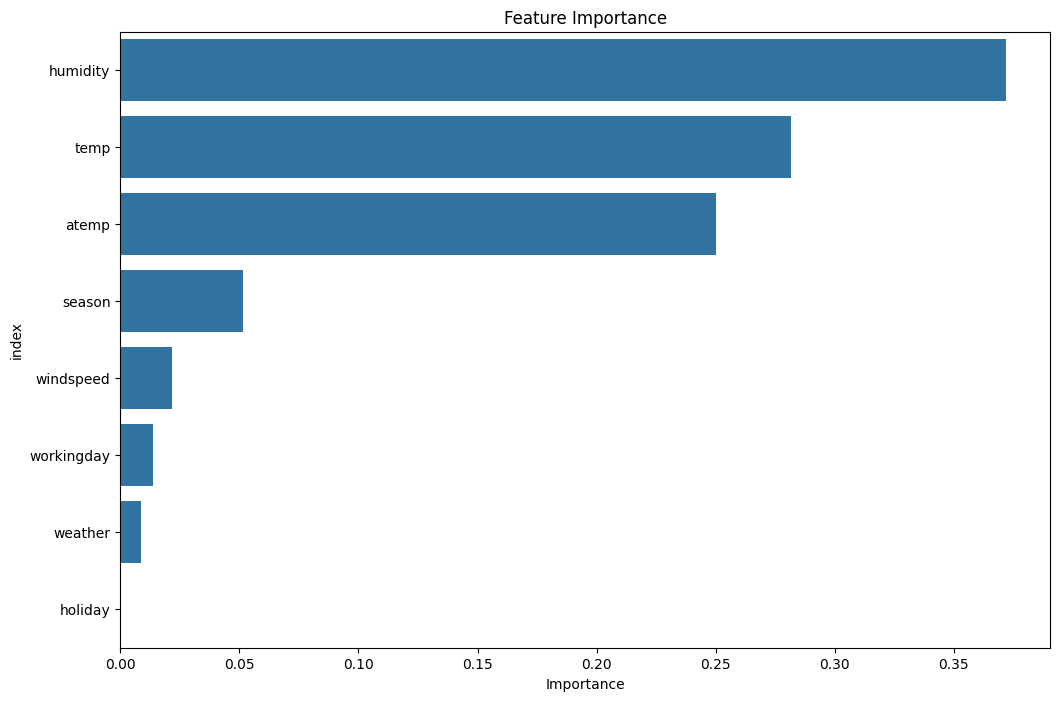 Feature Importance
humidity
temp
atemp
season
index
windspeed
workingday
weather
holiday
0.00 0.05 0.10 0.15 0.20 0.25 0.30 0.35
Importance